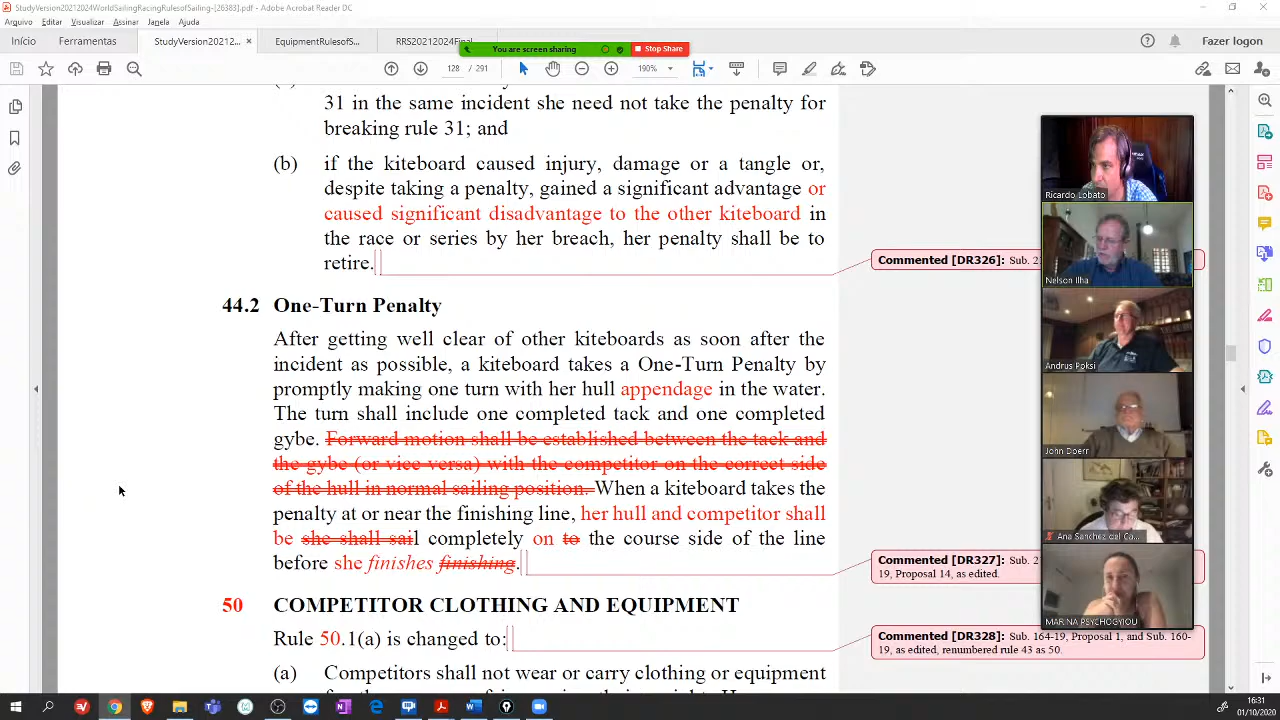 StudyVersion20212024WorldSailingRacingRulesofSailing-[26383].pdf - Adobe Acrobat Reader DC
Arquivo Editar Visualizar Assinar Janela Ajuda
Início Ferramentas StudyVersion20212... × EquipmentRulesofS... RRS20212024Final
You are screen sharing Stop Share
Fazer logon
128 / 291 190%
31 in the same incident she need not take the penalty for
breaking rule 31; and
(b) if the kiteboard caused injury, damage or a tangle or,
despite taking a penalty, gained a significant advantage or
caused significant disadvantage to the other kiteboard in
the race or series by her breach, her penalty shall be to
retire.
Commented [DR326]: Sub. 2
44.2 One-Turn Penalty
After getting well clear of other kiteboards as soon after the
incident as possible, a kiteboard takes a One-Turn Penalty by
promptly making one turn with her hull appendage in the water.
The turn shall include one completed tack and one completed
gybe. Forward motion shall be established between the tack and
the gybe (or vice versa) with the competitor on the correct side
of the hull in normal sailing position. When a kiteboard takes the
penalty at or near the finishing line, her hull and competitor shall
be she shall sail completely on to the course side of the line
before she finishes finishing.
Commented [DR327]: Sub. 2
19, Proposal 14, as edited.
50 COMPETITOR CLOTHING AND EQUIPMENT
Rule 50.1(a) is changed to:
Commented [DR328]: Sub. 164-19, Proposal 1, and Sub. 160-
19, as edited, renumbered rule 43 as 50.
(a) Competitors shall not wear or carry clothing or equipment
Ricardo Lobato
Nelson Ilha
Andrus Poksi
John Doerr
Ana Sanchez del Ca...
MARINA PSYCHOGYIOU
16:31
01/10/2020